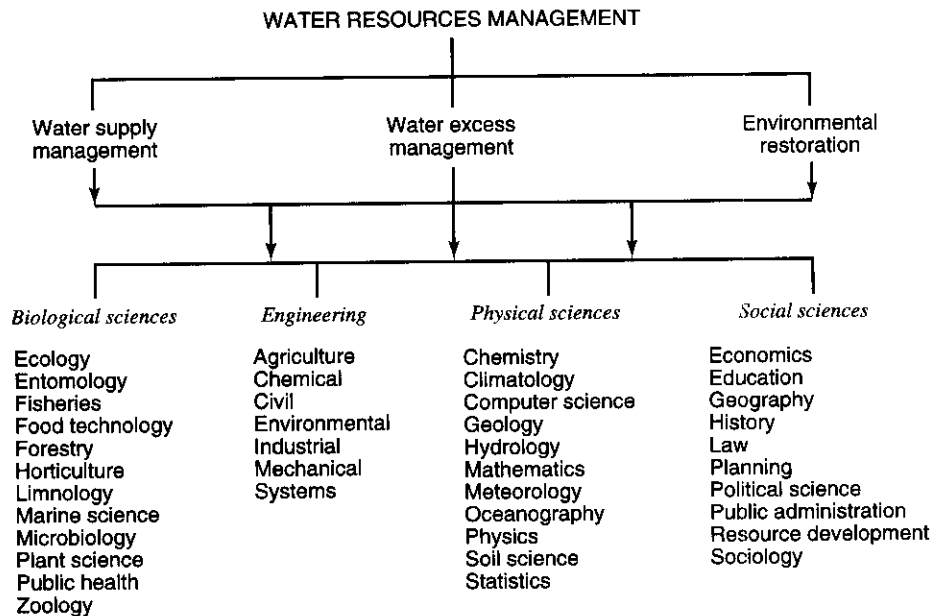 WATER RESOURCES MANAGEMENT
Water supply
management
Water excess
management
Environmental
restoration
Biological sciences
Ecology
Entomology
Fisheries
Food technology
Forestry
Horticulture
Limnology
Marine science
Microbiology
Plant science
Public health
Zoology
Engineering
Agriculture
Chemical
Civil
Environmental
Industrial
Mechanical
Systems
Physical sciences
Chemistry
Climatology
Computer science
Geology
Hydrology
Mathematics
Meteorology
Oceanography
Physics
Soil science
Statistics
Social sciences
Economics
Education
Geography
History
Law
Planning
Political science
Public administration
Resource development
Sociology